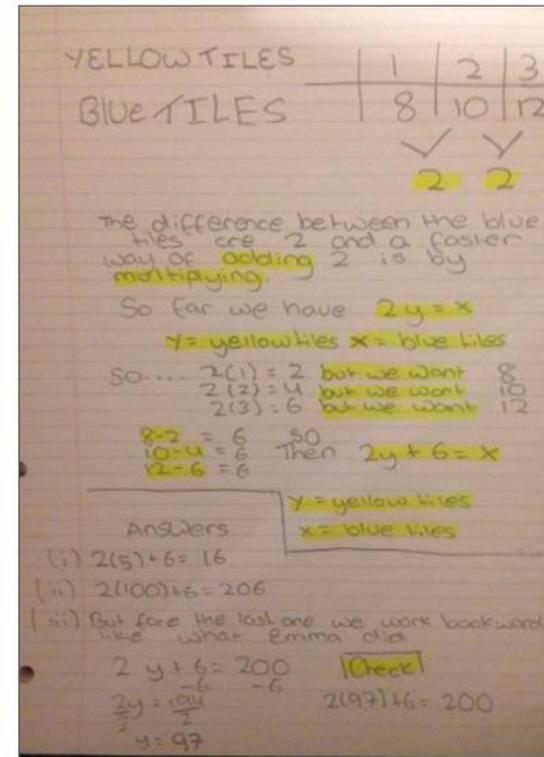 YELLOW TILES | 1 | 2 | 3
Blue TILES | 8 | 10 | 12
2 2
The difference between the blue
tiles are 2 and a faster
way of adding 2 is by
moltiplying.
So far we have 2y = x
Y = yellow tiles x = blue tiles
so.... 2(1) = 2 but we want 8
2(2) = 4 but we want 10
2(3) = 6 but we want 12
8-2 = 6 so
10-4 = 6 Then 2y + 6 = x
12-6 = 6
y = yellow tiles
Answers x = blue tiles
(i) 2(5)+6 = 16
(ii) 2(100)+6 = 206
(iii) But fore the last one we work backward
like what Emma did
2 y + 6 = 200 Check
-6 -6
2y = 194 2(97)+6 = 200
2 2
y = 97